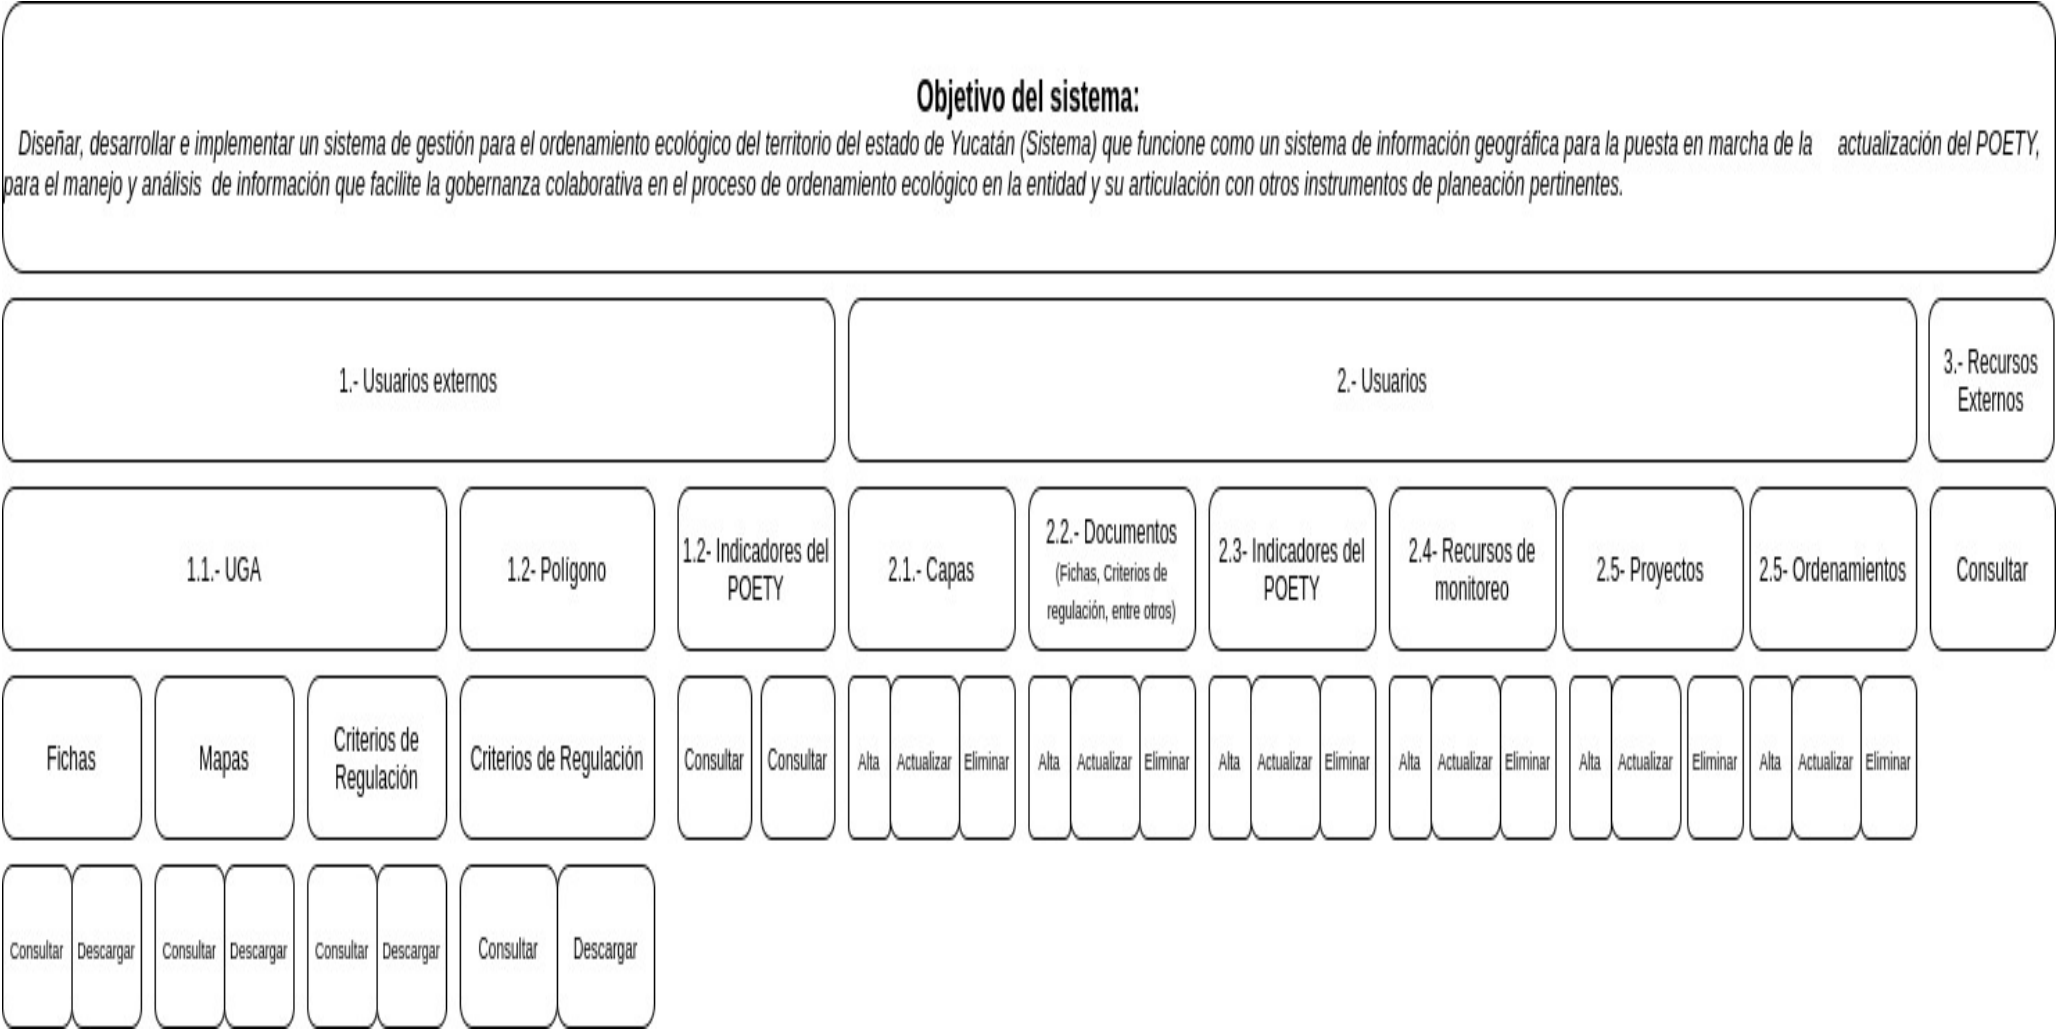 Objetivo del sistema:
Diseñar, desarrollar e implementar un sistema de gestión para el ordenamiento ecológico del territorio del estado de Yucatán (Sistema) que funcione como un sistema de información geográfica para la puesta en marcha de la actualización del POETY,
para el manejo y análisis de información que facilite la gobernanza colaborativa en el proceso de ordenamiento ecológico en la entidad y su articulación con otros instrumentos de planeación pertinentes.
1.- Usuarios externos
2.- Usuarios
3.- Recursos
Externos
1.1.- UGA
1.2- Polígono
1.2- Indicadores del
POETY
2.1.- Capas
2.2.- Documentos
(Fichas, Criterios de
regulación, entre otros)
2.3- Indicadores del
POETY
2.4- Recursos de
monitoreo
2.5- Proyectos
2.5- Ordenamientos
Consultar
Fichas
Mapas
Criterios de
Regulación
Criterios de Regulación
Consultar
Consultar
Alta
Actualizar
Eliminar
Alta
Actualizar
Eliminar
Alta
Actualizar
Eliminar
Alta
Actualizar
Eliminar
Alta
Actualizar
Eliminar
Alta
Actualizar
Eliminar
Consultar
Descargar
Consultar
Descargar
Consultar
Descargar
Consultar
Descargar